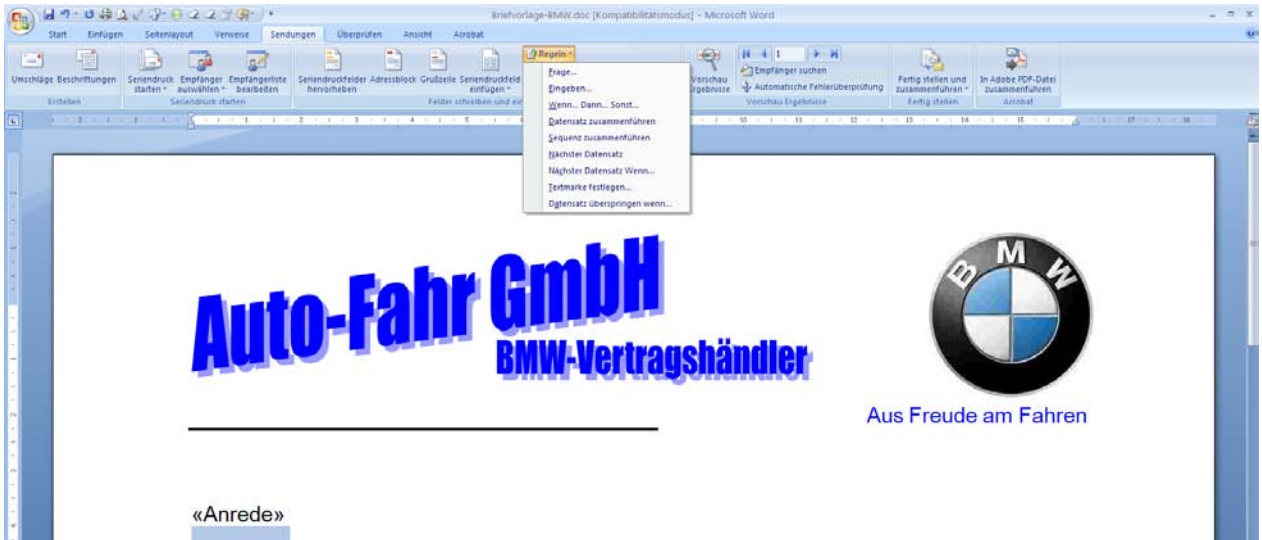 Briefvorlage-BMW.doc [Kompatibilitätsmodus] - Microsoft Word
Start Einfügen Seitenlayout Verweise Sendungen Überprüfen Ansicht Acrobat
Umschläge Beschriftungen
Erstellen
Seriendruck starten
Empfänger auswählen
Empfängerliste bearbeiten
Seriendruck starten
Seriendruckfelder hervorheben
Adressblock
Grußzeile
Seriendruckfeld einfügen
Felder schreiben und
Regeln
Frage...
Eingeben...
Wenn... Dann... Sonst...
Datensatz zusammenführen
Sequenz zusammenführen
Nächster Datensatz
Nächster Datensatz Wenn...
Textmarke festlegen...
Datensatz überspringen wenn...
Vorschau
1
Empfänger suchen
Automatische Fehlerüberprüfung
Vorschau Ergebnisse
Fertig stellen und zusammenführen
Fertig stellen
In Adobe PDF-Datei zusammenführen
Acrobat
Auto-Fahr GmbH
BMW-Vertragshändler
BMW
Aus Freude am Fahren
«Anrede»